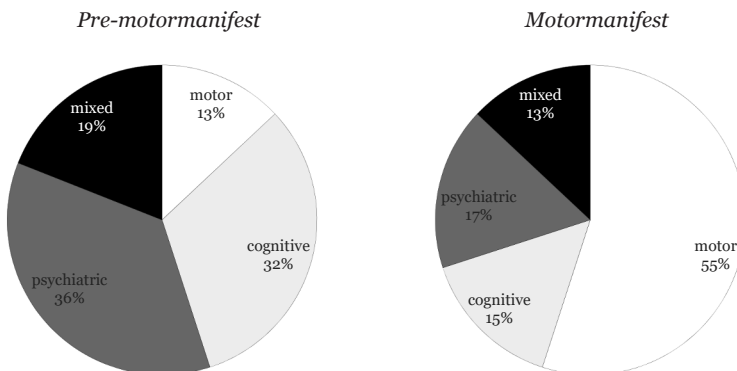 Pre-motormanifest
mixed
19%
motor
13%
cognitive
32%
psychiatric
36%
Motormanifest
mixed
13%
psychiatric
17%
cognitive
15%
motor
55%